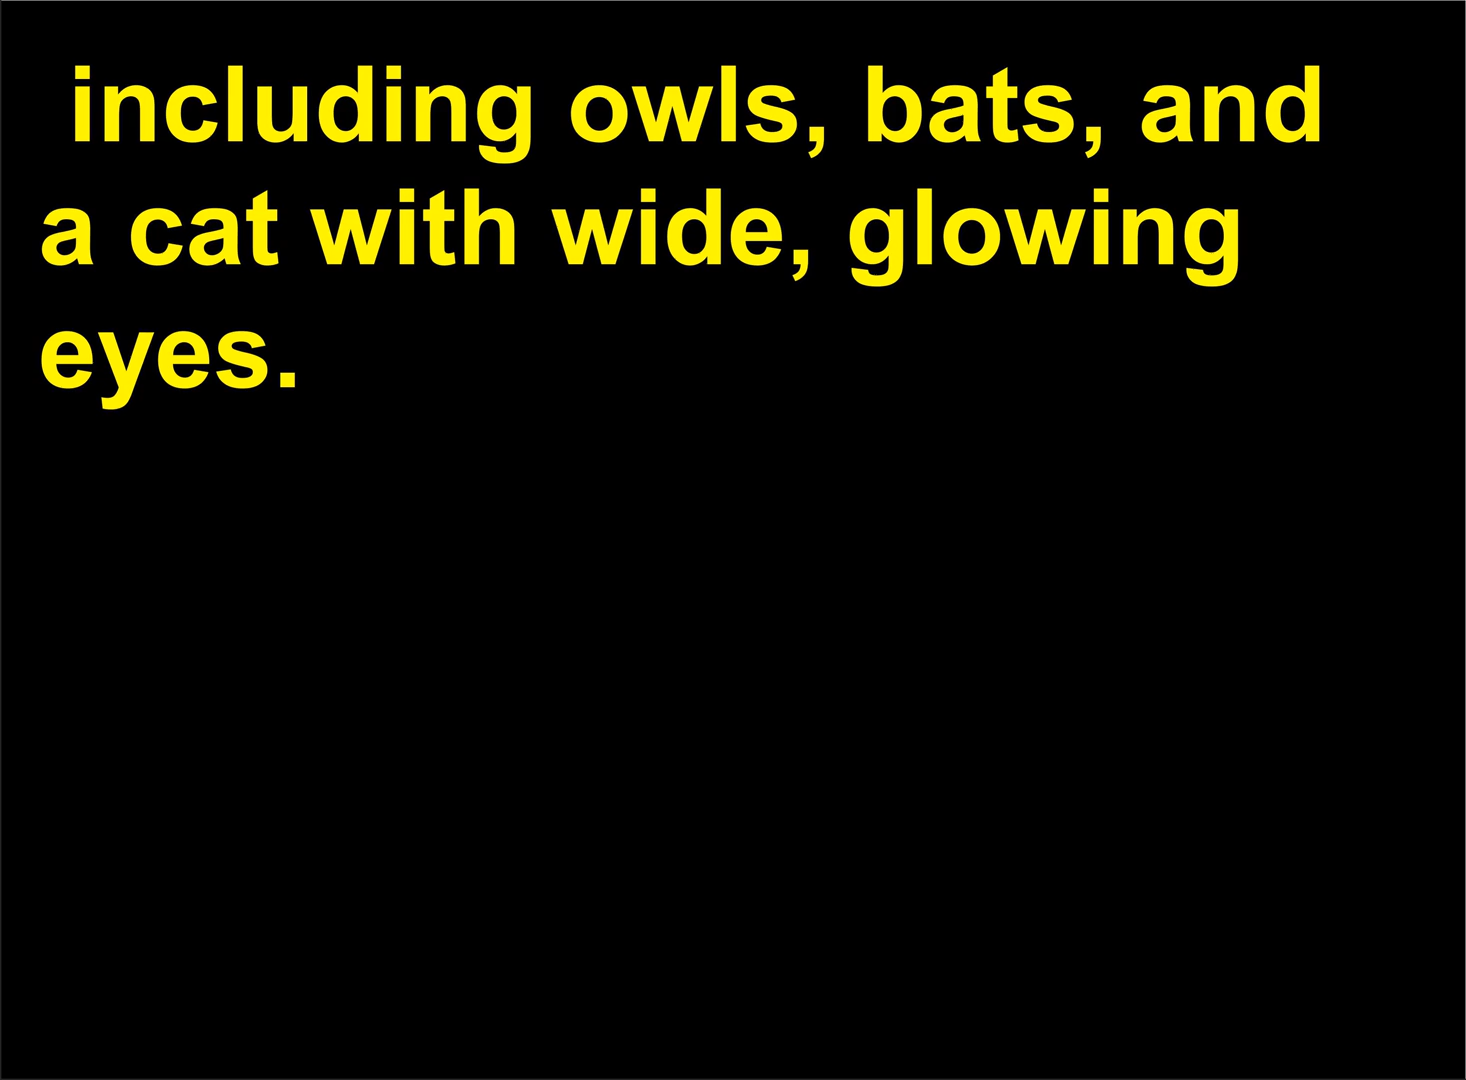 including owls, bats, and
a cat with wide, glowing
eyes.